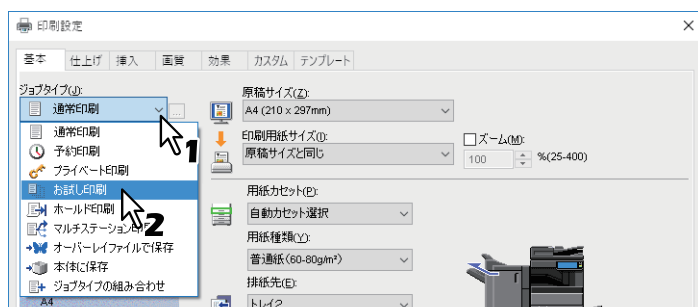 印刷設定
基本 仕上げ 挿入 画質 効果 カスタム テンプレート
ジョブタイプ(J):
通常印刷
...
通常印刷
予約印刷
プライベート印刷
お試し印刷
ホールド印刷
マルチステーション印刷
オーバーレイファイルで保存
本体に保存
ジョブタイプの組み合わせ
A4
1
2
原稿サイズ(Z):
A4 (210 x 297mm)
印刷用紙サイズ(I):
原稿サイズと同じ
ズーム(M):
100 %(25-400)
用紙カセット(P):
自動カセット選択
用紙種類(Y):
普通紙(60-80g/m²)
排紙先(E):
トレイ2